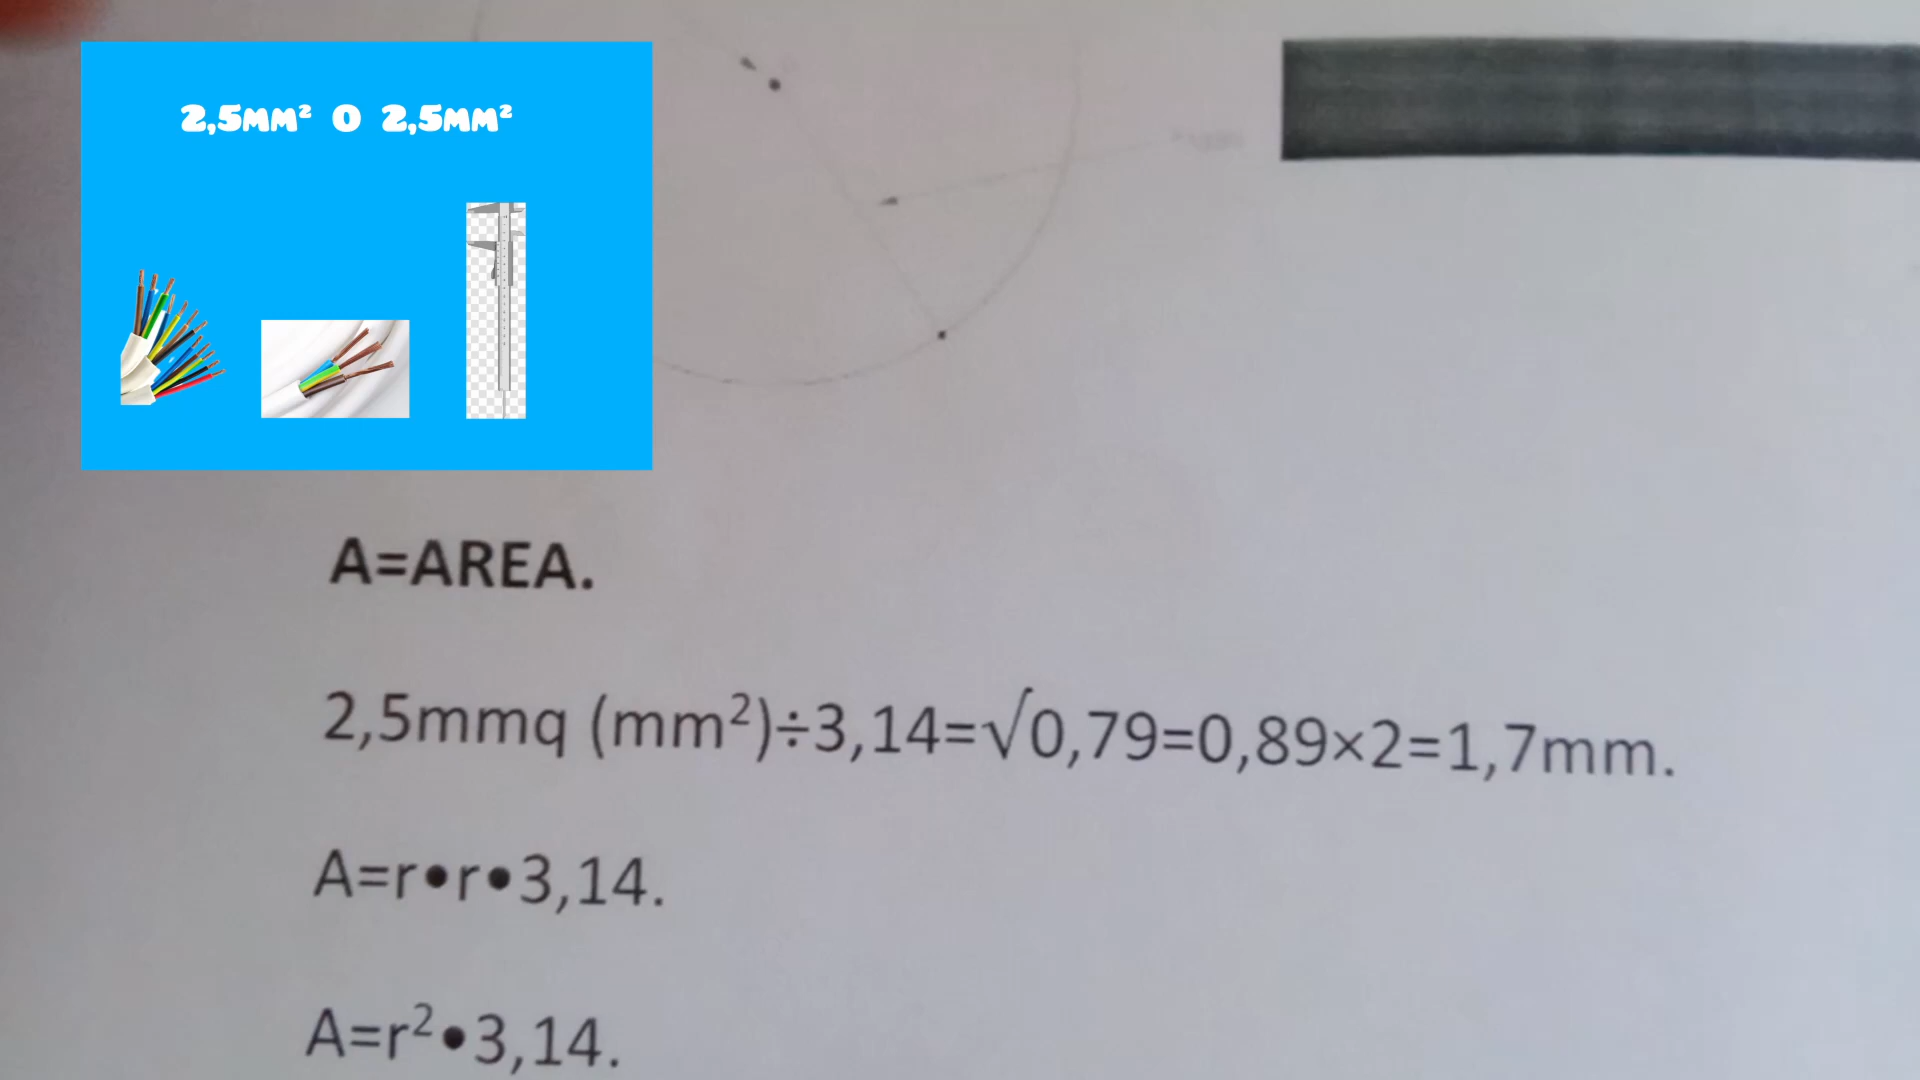 2,5MM² O 2,5MM²
A=AREA.
2,5mmq (mm²)÷3,14=√0,79=0,89×2=1,7mm.
A=r•r•3,14.
A=r²•3,14.